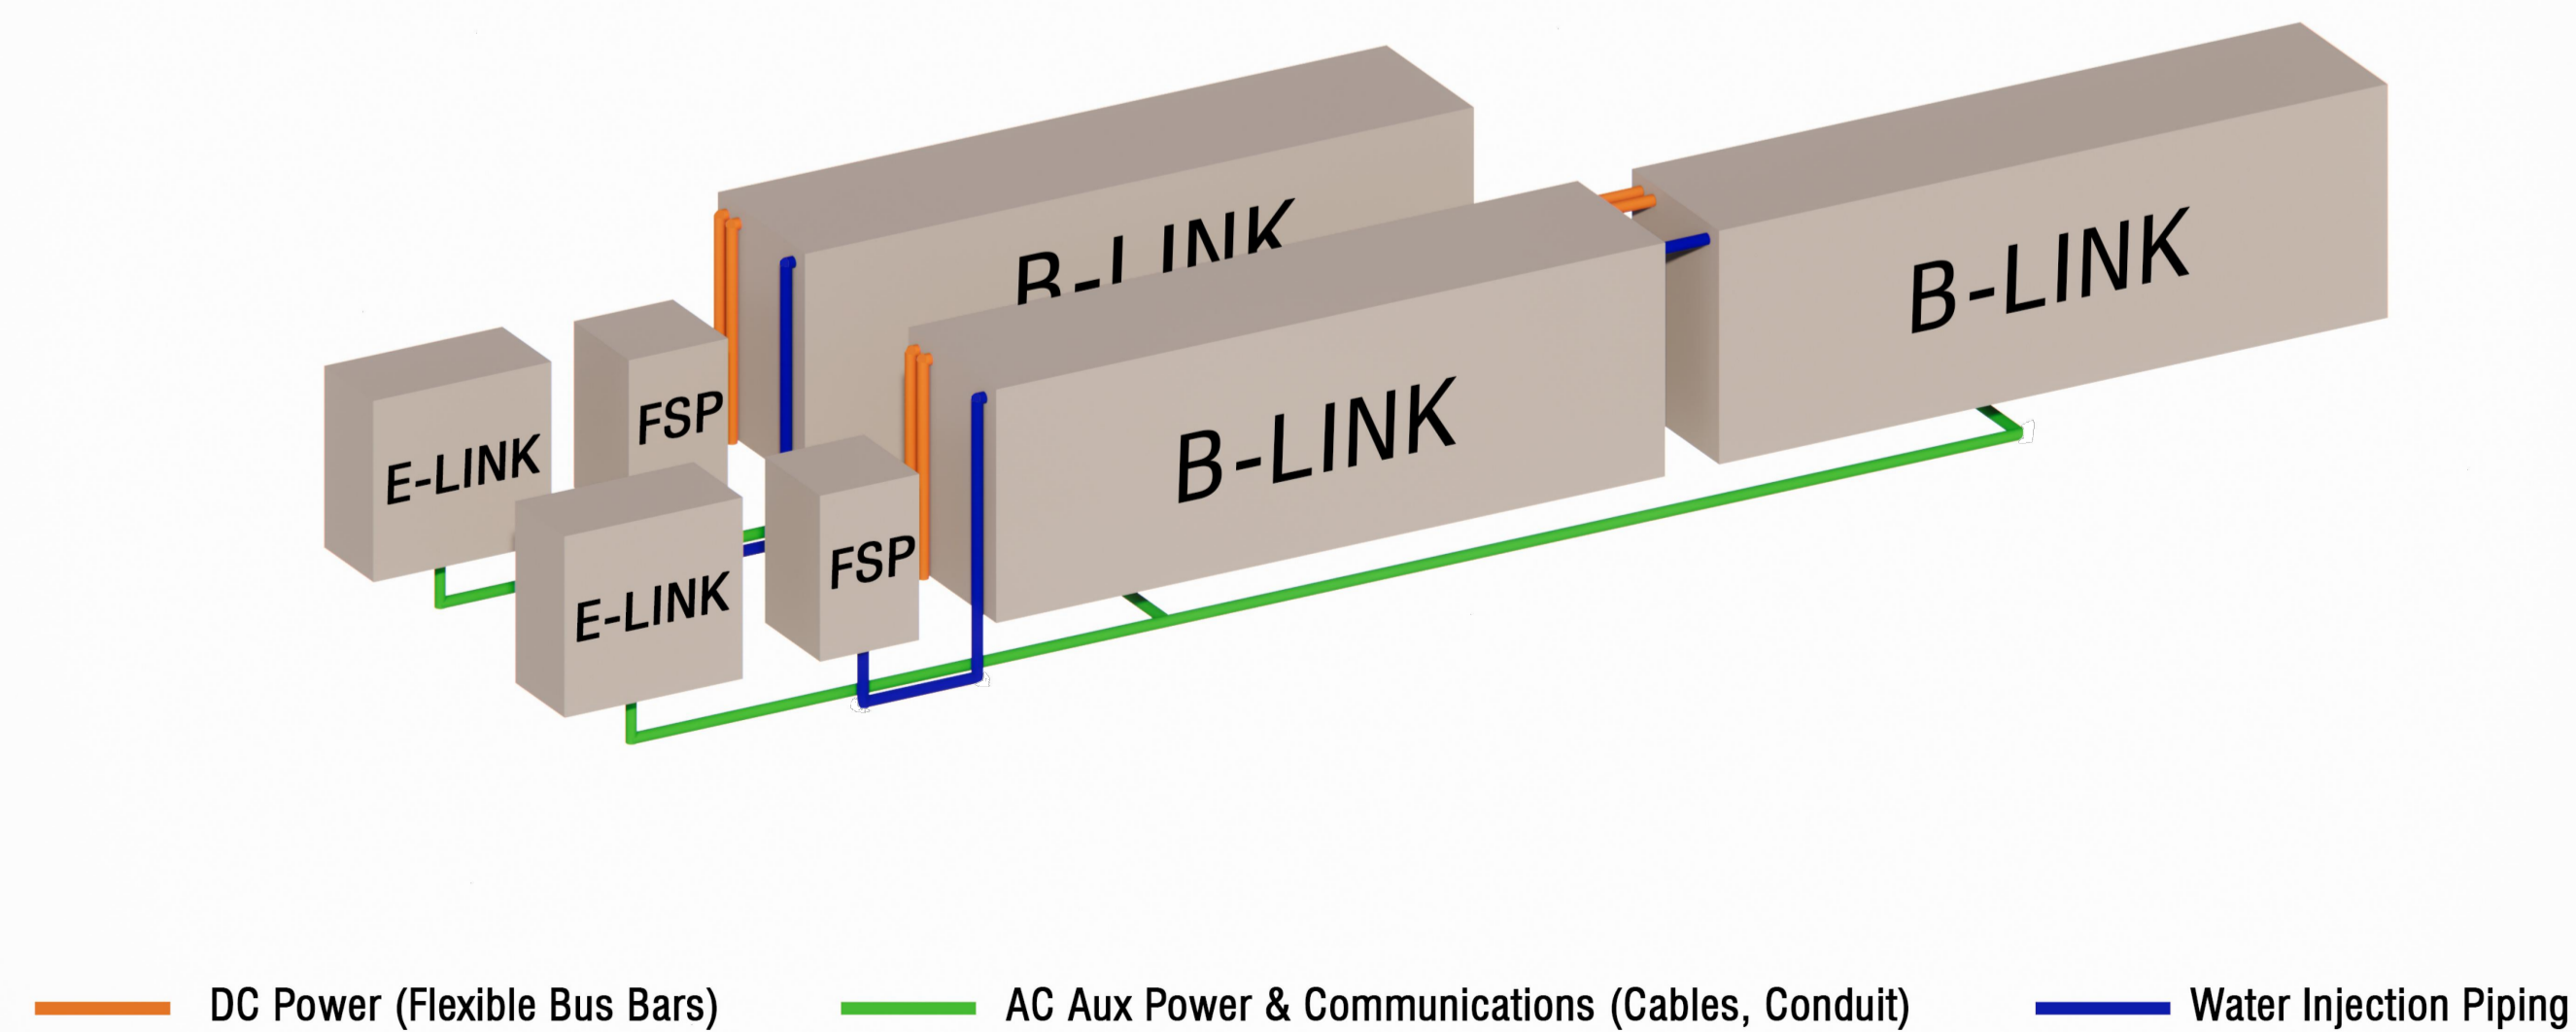 B-LINK
B-LINK
FSP
E-LINK
B-LINK
FSP
E-LINK
DC Power (Flexible Bus Bars)
AC Aux Power & Communications (Cables, Conduit)
Water Injection Piping